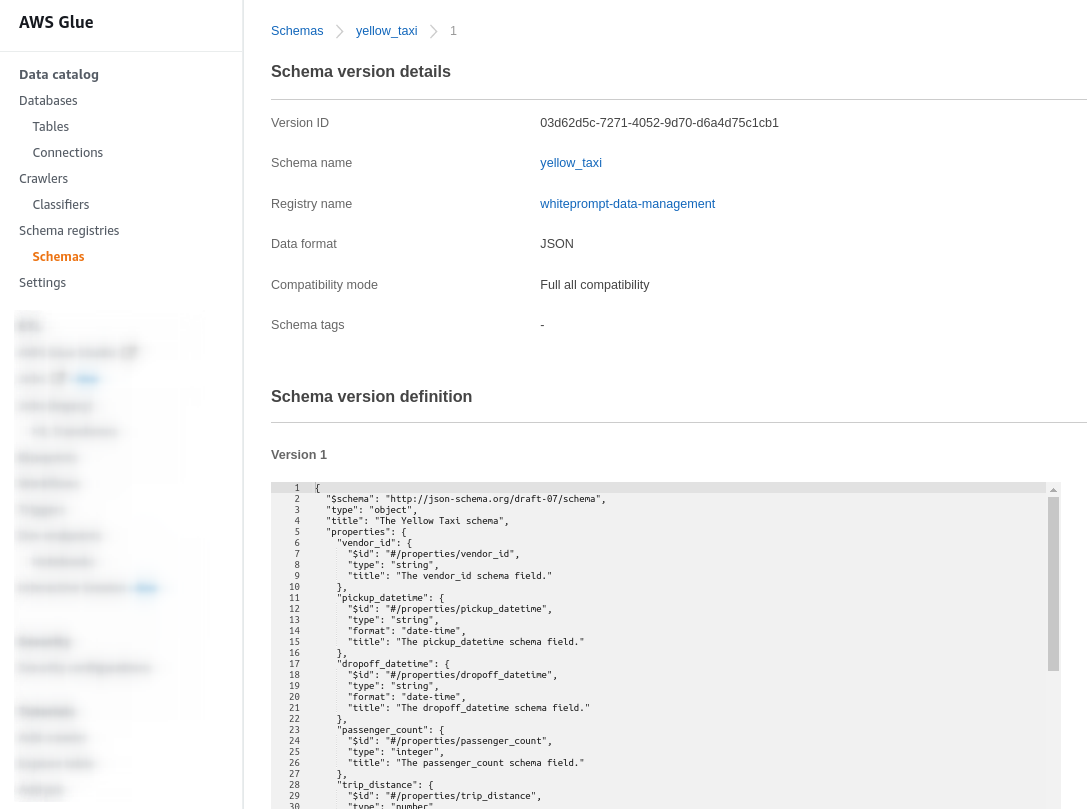 AWS Glue
Data catalog
Databases
Tables
Connections
Crawlers
Classifiers
Schema registries
Schemas
Settings
Schemas yellow_taxi 1
Schema version details
Version ID 03d62d5c-7271-4052-9d70-d6a4d75c1cb1
Schema name yellow_taxi
Registry name whiteprompt-data-management
Data format JSON
Compatibility mode Full all compatibility
Schema tags -
Schema version definition
Version 1
1 {
2 "$schema": "http://json-schema.org/draft-07/schema",
3 "type": "object",
4 "title": "The Yellow Taxi schema",
5 "properties": {
6 "vendor_id": {
7 "$id": "#/properties/vendor_id",
8 "type": "string",
9 "title": "The vendor_id schema field."
10 },
11 "pickup_datetime": {
12 "$id": "#/properties/pickup_datetime",
13 "type": "string",
14 "format": "date-time",
15 "title": "The pickup_datetime schema field."
16 },
17 "dropoff_datetime": {
18 "$id": "#/properties/dropoff_datetime",
19 "type": "string",
20 "format": "date-time",
21 "title": "The dropoff_datetime schema field."
22 },
23 "passenger_count": {
24 "$id": "#/properties/passenger_count",
25 "type": "integer",
26 "title": "The passenger_count schema field."
27 },
28 "trip_distance": {
29 "$id": "#/properties/trip_distance",
30 "type": "number"